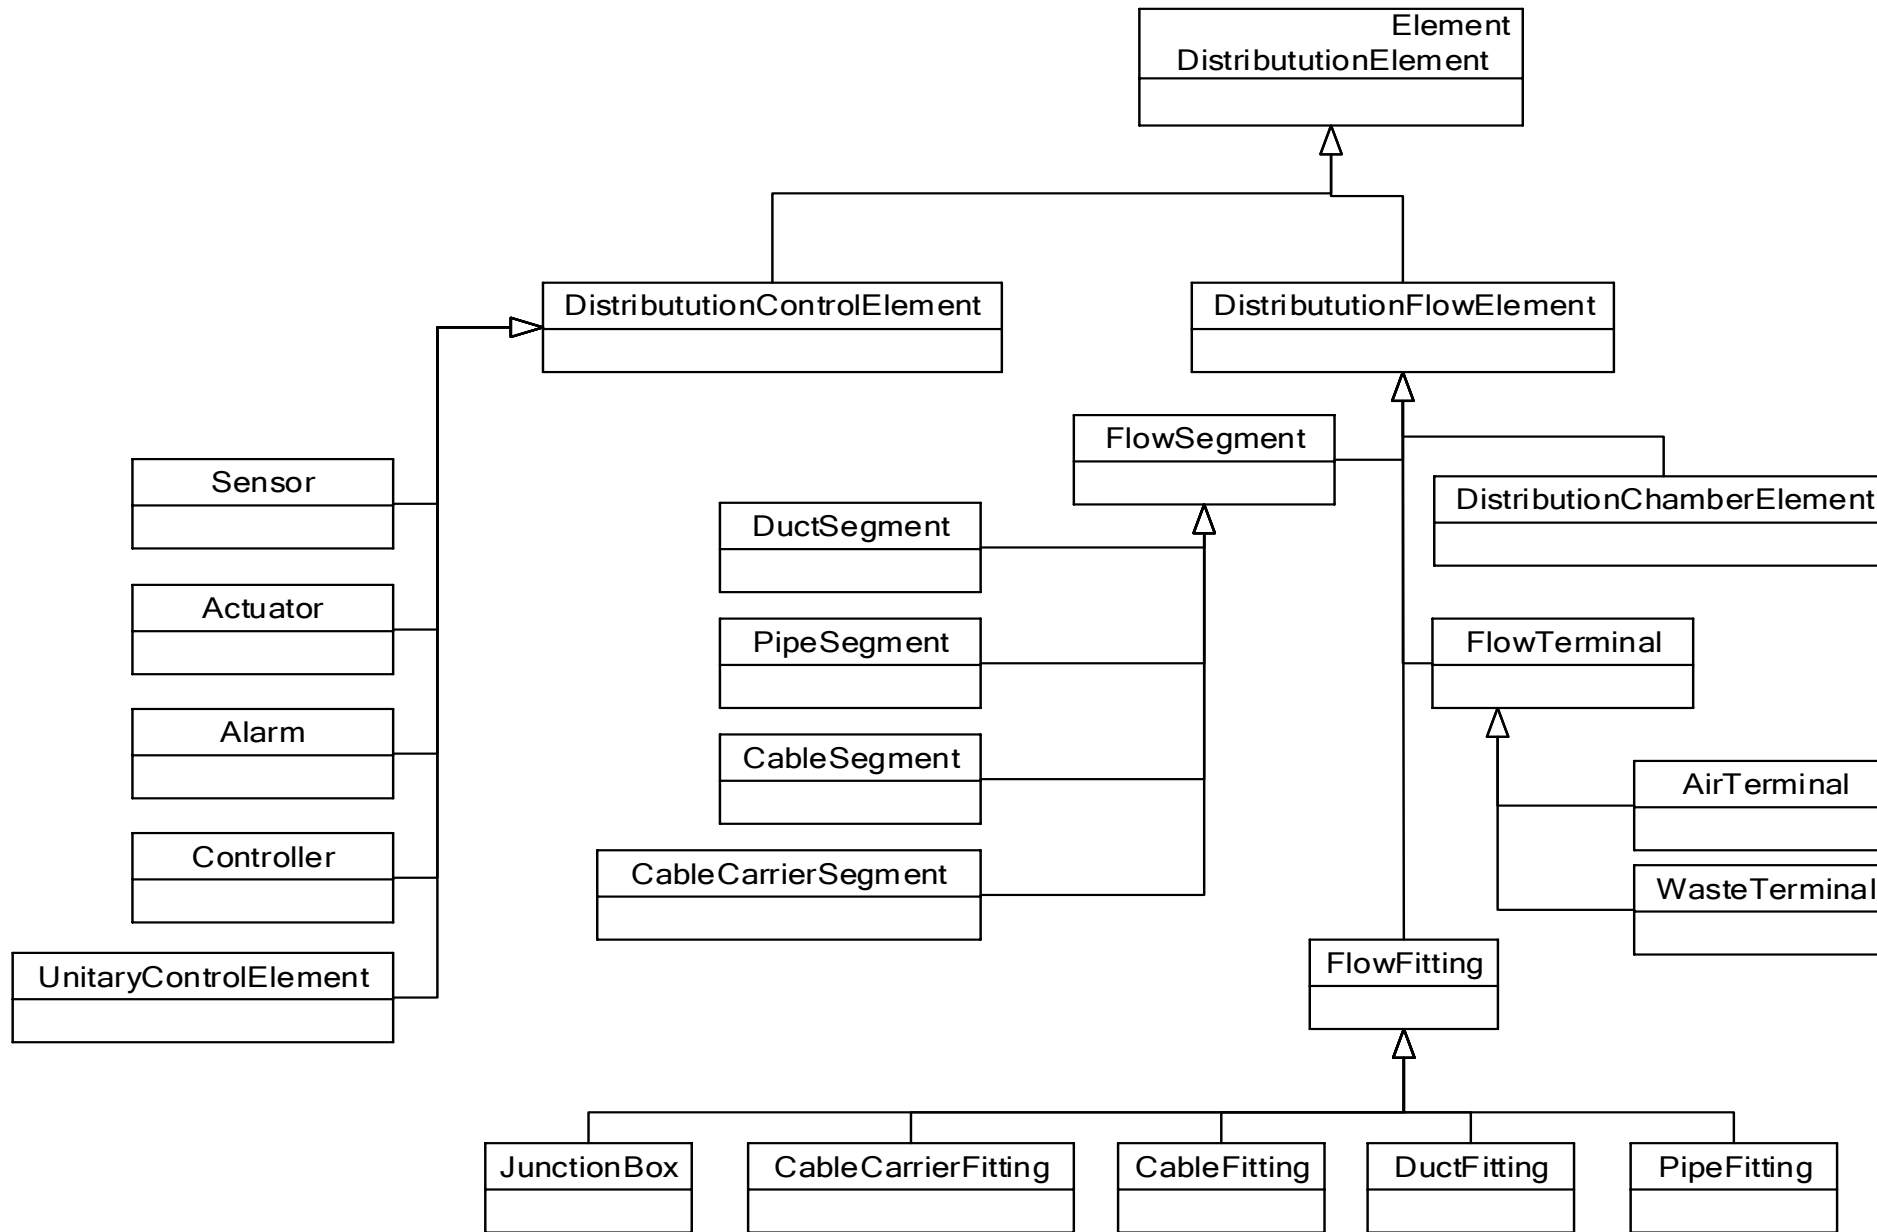 Element
DistribututionElement
DistribututionControlElement
DistribututionFlowElement
FlowSegment
Sensor
DistributionChamberElement
DuctSegment
Actuator
PipeSegment
FlowTerminal
Alarm
CableSegment
AirTerminal
Controller
CableCarrierSegment
WasteTerminal
UnitaryControlElement
FlowFitting
JunctionBox
CableCarrierFitting
CableFitting
DuctFitting
PipeFitting